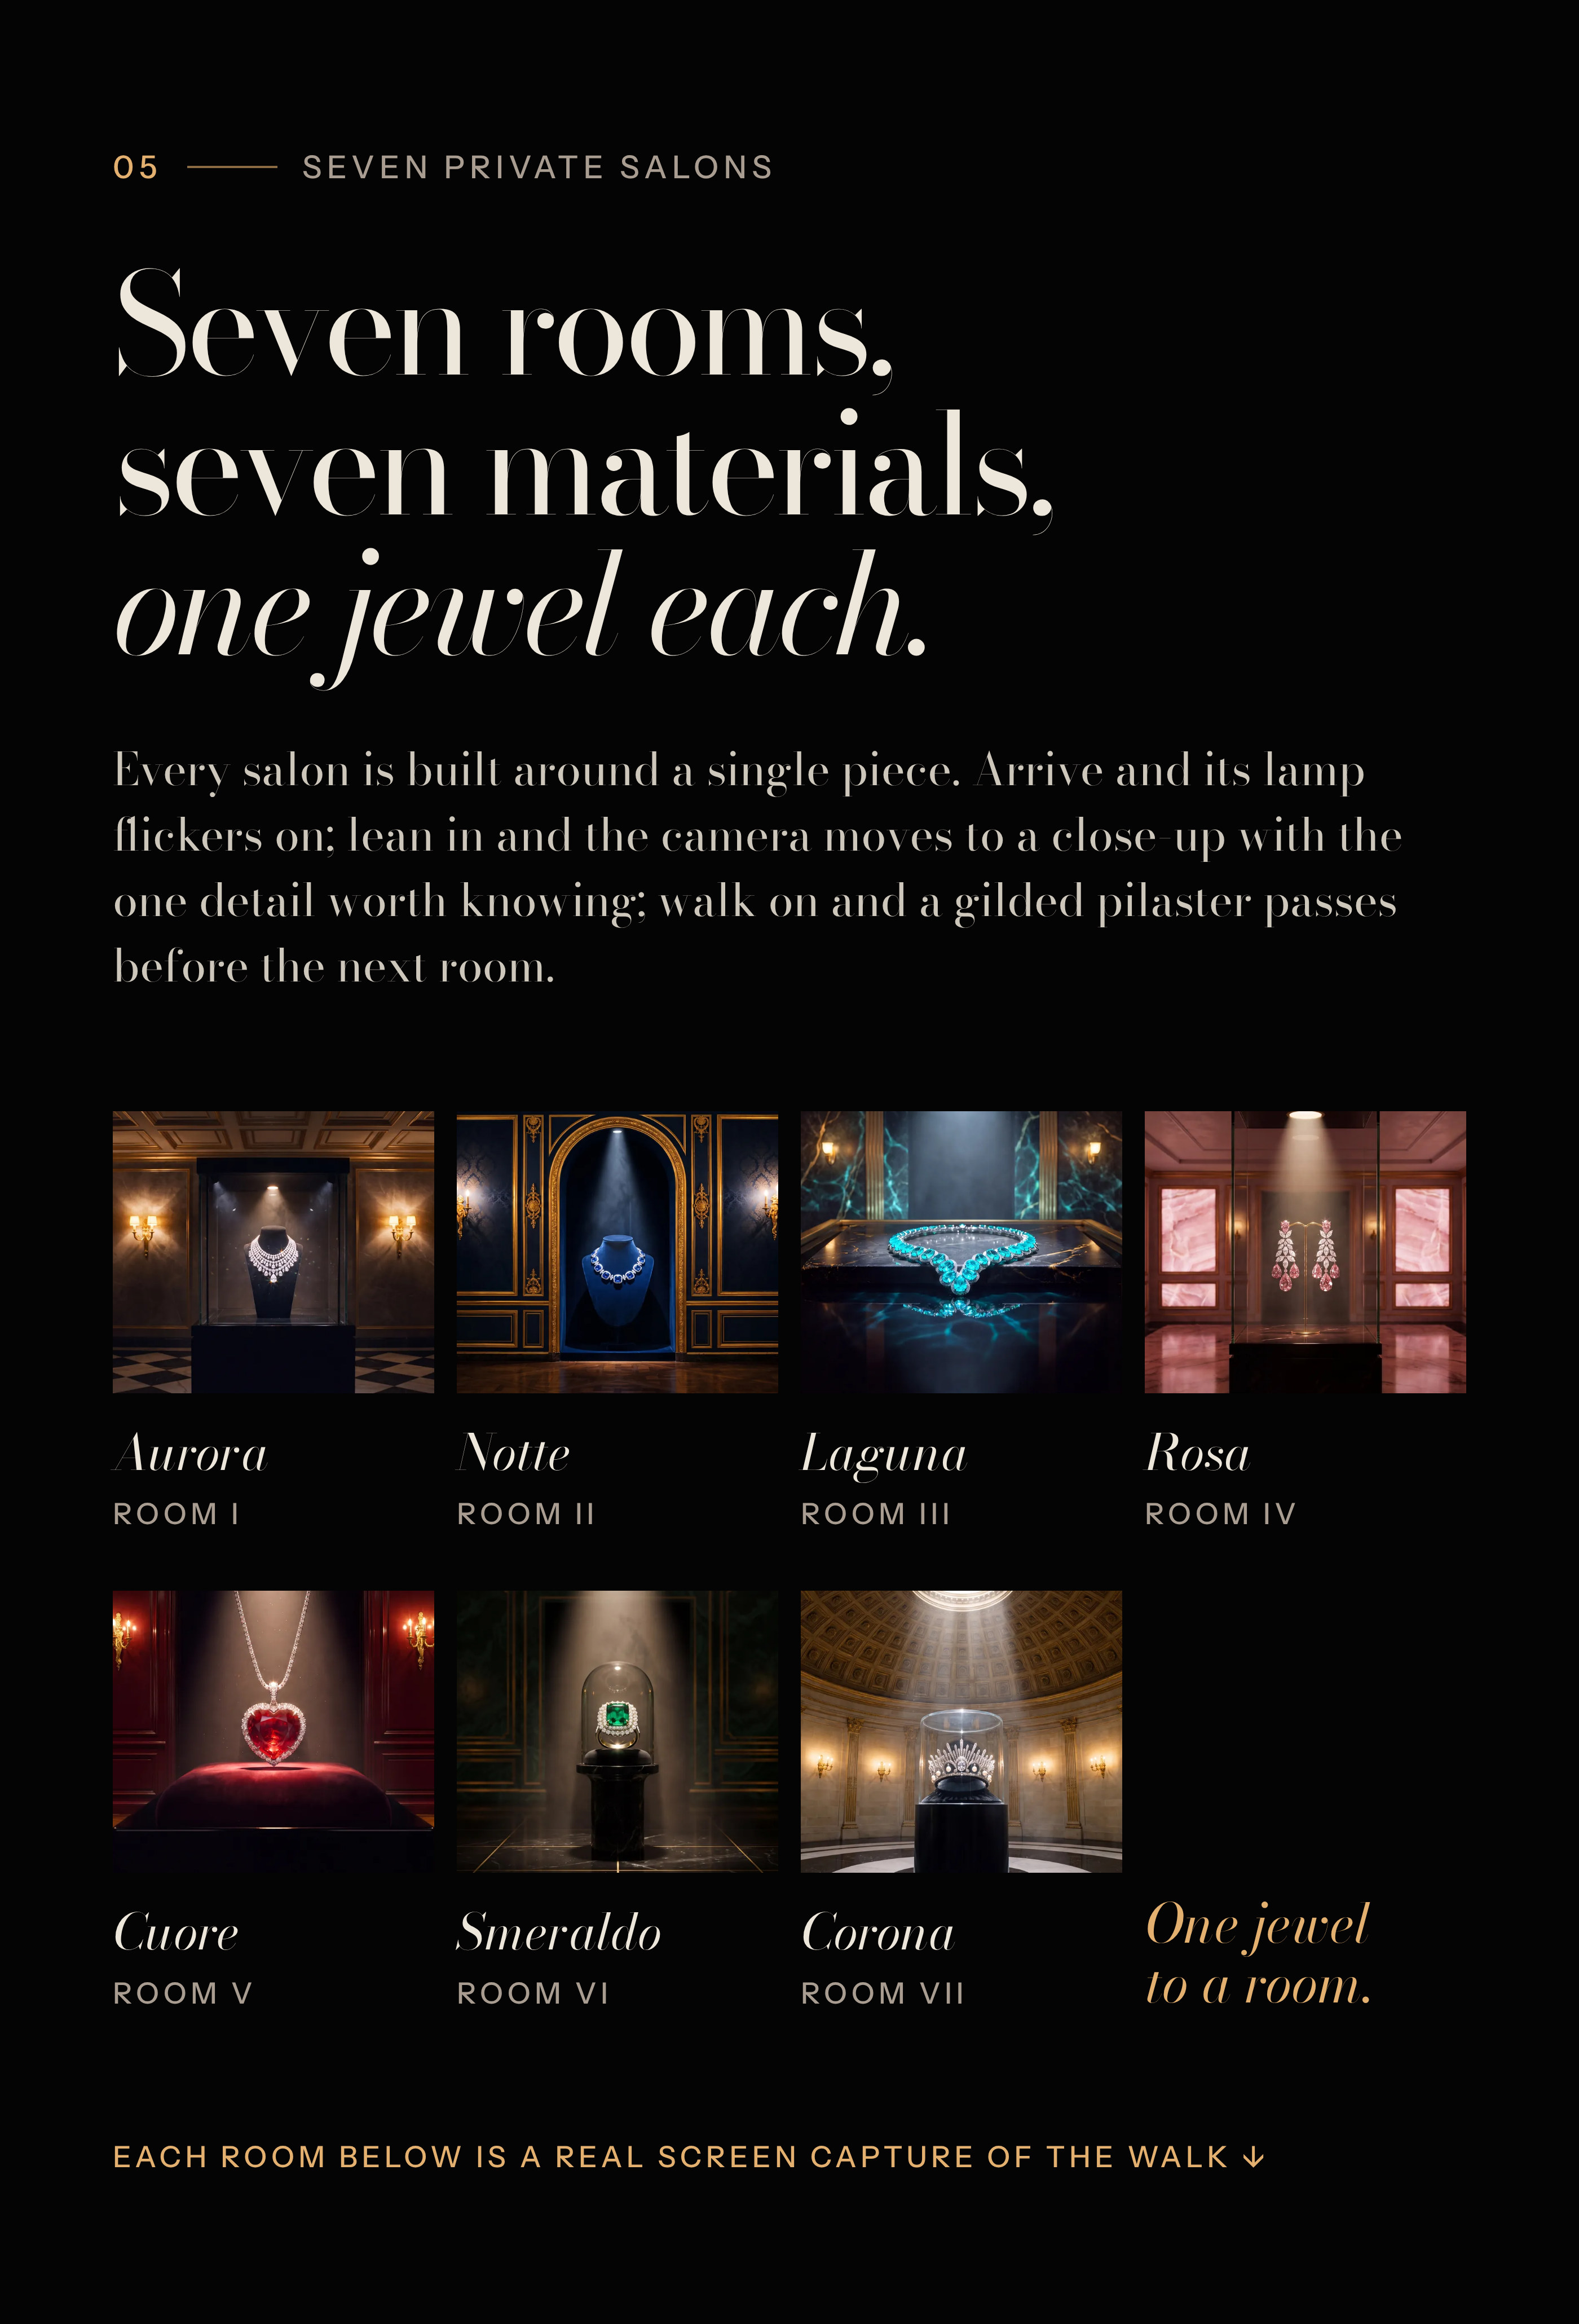 05 SEVEN PRIVATE SALONS
Seven rooms,
seven materials,
one jewel each.
Every salon is built around a single piece. Arrive and its lamp
flickers on; lean in and the camera moves to a close-up with the
one detail worth knowing; walk on and a gilded pilaster passes
before the next room.
Aurora
ROOM I
Notte
ROOM II
Laguna
ROOM III
Rosa
ROOM IV
Cuore
ROOM V
Smeraldo
ROOM VI
Corona
ROOM VII
One jewel
to a room.
EACH ROOM BELOW IS A REAL SCREEN CAPTURE OF THE WALK ↓